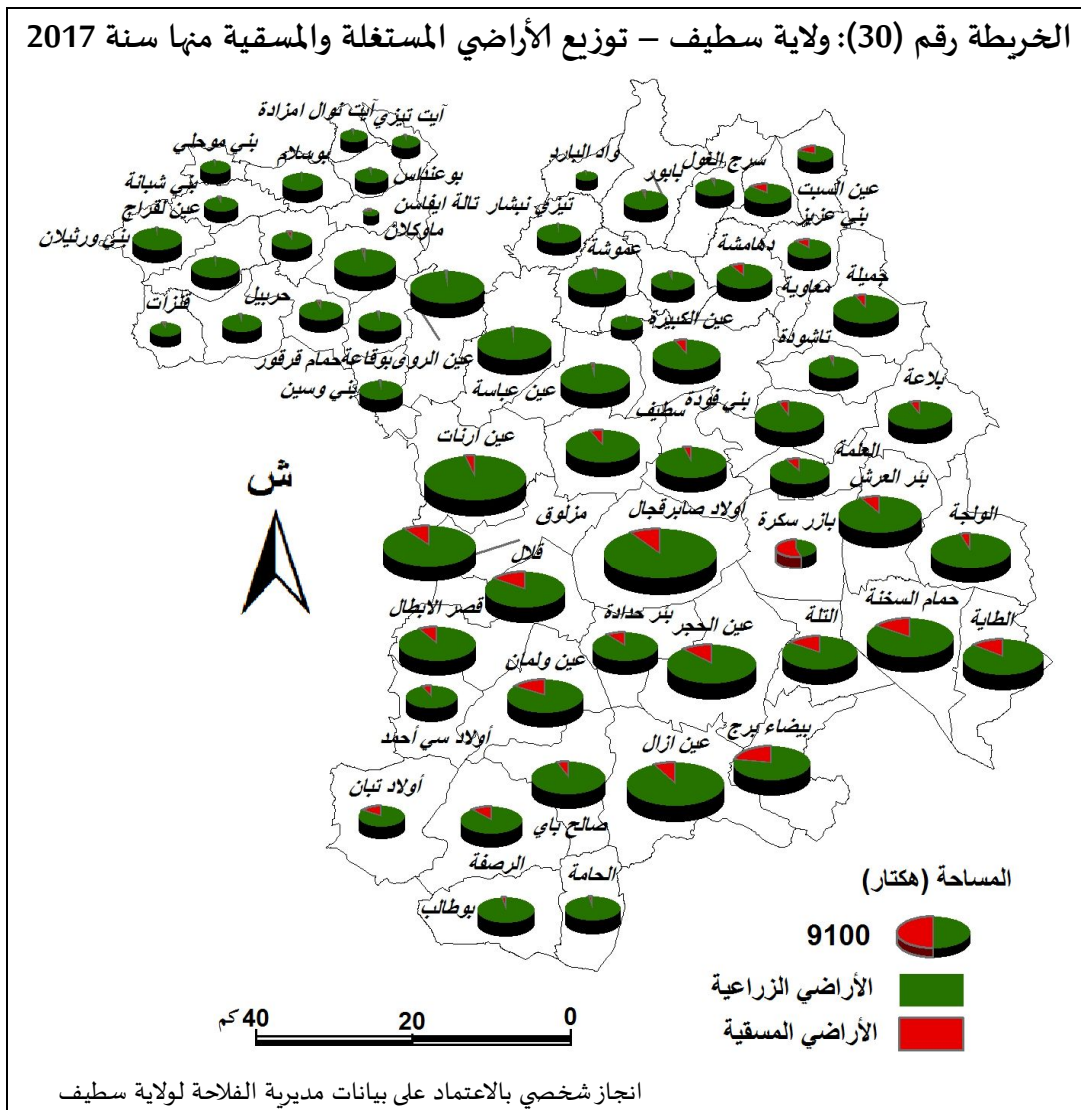 الخريطة رقم (30): ولاية سطيف – توزيع الأراضي المستغلة والمسقية منها سنة 2017
آيت نوال امزادة
آيت تيزي
بني موحلي
بوسلام
بوعنداس
بني شبانة
عين لقراج
بني ورثيلان
تالة ايفاسن
ماوكلان
واد البارد
بابور
سرج الغول
عين السبت
بني عزيز
تيزي نبشار
عموشة
دهامشة
معاوية
جميلة
قنزات
حربيل
حمام قرقور
بوقاعة
عين الروى
بني وسين
عين عباسة
عين الكبيرة
تاشودة
بلاعة
بني فودة
سطيف
عين ارنات
العلمة
بئر العرش
الولجة
مزلوق
أولاد صابر
قجال
بازر سكرة
قلال
قصر الابطال
بئر حدادة
عين الحجر
التلة
حمام السخنة
الطاية
عين ولمان
أولاد سي أحمد
بيضاء برج
عين ازال
أولاد تبان
صالح باي
الرصفة
الحامة
بوطالب
المساحة (هكتار)
9100
الأراضي الزراعية
الأراضي المسقية
0 20 40 كم
ش
انجاز شخصي بالاعتماد على بيانات مديرية الفلاحة لولاية سطيف